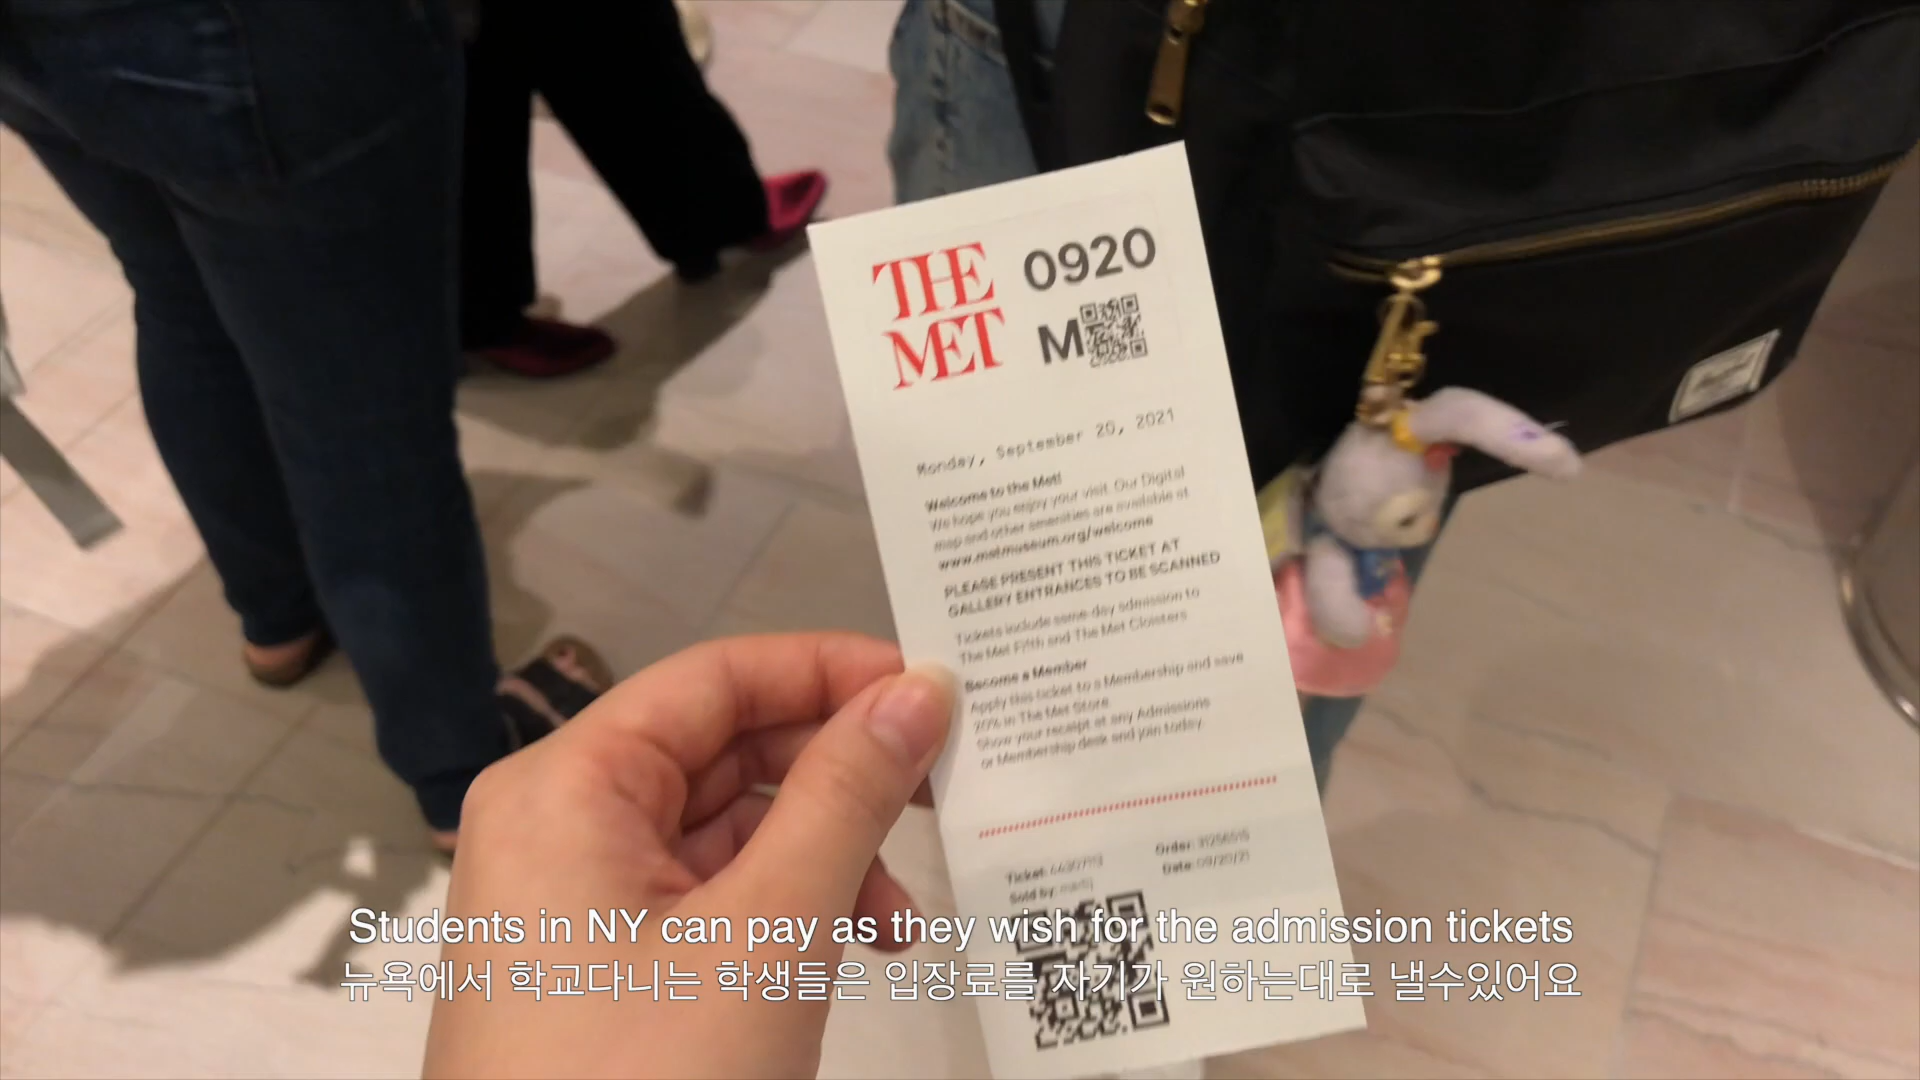 THE
MET
0920
M
Monday, September 20, 2021
Welcome to the Met!
We hope you enjoy your visit. Our Digital
map and other amenities are available at
www.metmuseum.org/welcome
PLEASE PRESENT THIS TICKET AT
GALLERY ENTRANCES TO BE SCANNED
Tickets include same-day admission to
The Met Fifth and The Met Cloisters
Become a Member
Apply this ticket to a Membership and save
20% in The Met Store.
Show your receipt at any Admissions
or Membership desk and join today.
Ticket:
Order:
Sold by:
Date: 09/20/21
Students in NY can pay as they wish for the admission tickets
뉴욕에서 학교다니는 학생들은 입장료를 자기가 원하는대로 낼수있어요